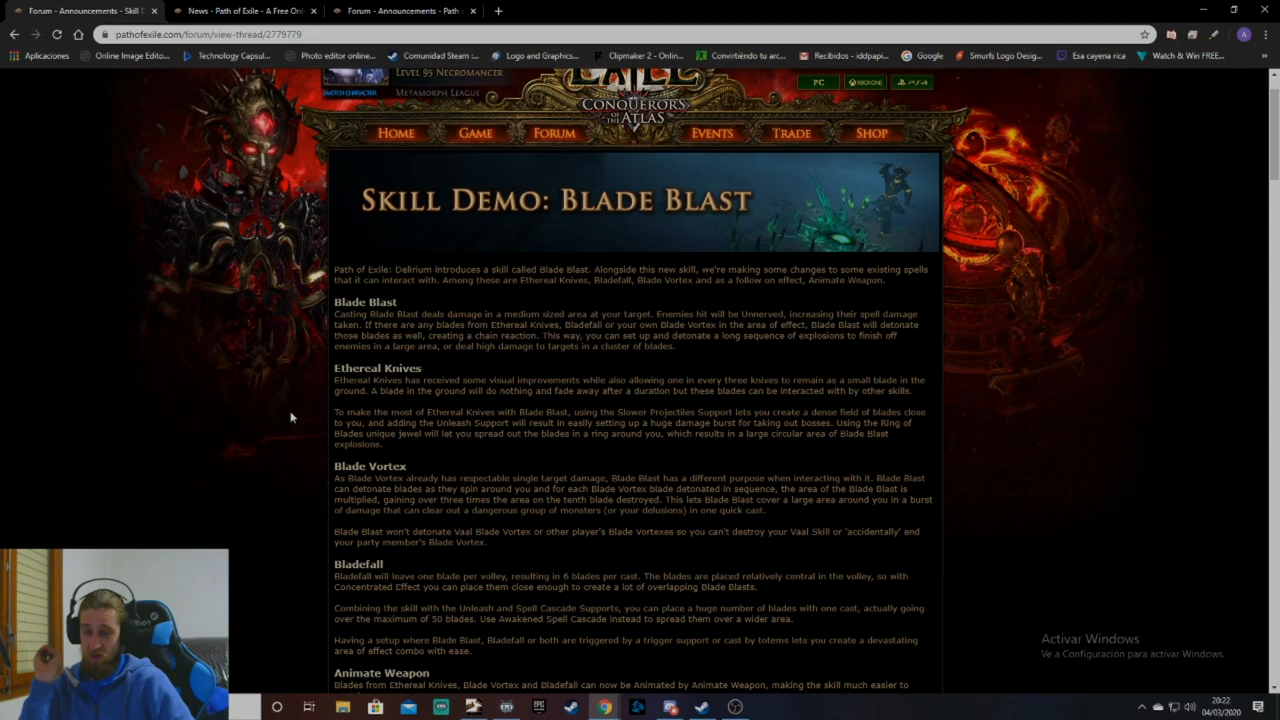 Forum - Announcements - Skill D
News - Path of Exile - A Free Onl
Forum - Announcements - Path
pathofexile.com/forum/view-thread/2779779
A
Aplicaciones
Online Image Edito...
Technology Capsul...
Photo editor online...
Comunidad Steam :...
Logo and Graphics...
Clipmaker 2 - Onlin...
Convirtiéndo tu arc...
Recibidos - iddpapi...
Google
Smurfs Logo Desig...
Esa cayena rica
Watch & Win FREE...
»
Level 95 Necromancer
SWITCH CHARACTER
Metamorph League
PC
XBOX ONE
PS4
CONQUERORS
OF THE ATLAS
Home
Game
Forum
Events
Trade
Shop
Skill Demo: Blade Blast
Path of Exile: Delirium introduces a skill called Blade Blast. Alongside this new skill, we're making some changes to some existing spells
that it can interact with. Among these are Ethereal Knives, Bladefall, Blade Vortex and as a follow on effect, Animate Weapon.
Blade Blast
Casting Blade Blast deals damage in a medium sized area at your target. Enemies hit will be Unnerved, increasing their spell damage
taken. If there are any blades from Ethereal Knives, Bladefall or your own Blade Vortex in the area of effect, Blade Blast will detonate
those blades as well, creating a chain reaction. This way, you can set up and detonate a long sequence of explosions to finish off
enemies in a large area, or deal high damage to targets in a cluster of blades.
Ethereal Knives
Ethereal Knives has received some visual improvements while also allowing one in every three knives to remain as a small blade in the
ground. A blade in the ground will do nothing and fade away after a duration but these blades can be interacted with by other skills.
To make the most of Ethereal Knives with Blade Blast, using the Slower Projectiles Support lets you create a dense field of blades close
to you, and adding the Unleash Support will result in easily setting up a huge damage burst for taking out bosses. Using the Ring of
Blades unique jewel will let you spread out the blades in a ring around you, which results in a large circular area of Blade Blast
explosions.
Blade Vortex
As Blade Vortex already has respectable single target damage, Blade Blast has a different purpose when interacting with it. Blade Blast
can detonate blades as they spin around you and for each Blade Vortex blade detonated in sequence, the area of the Blade Blast is
multiplied, gaining over three times the area on the tenth blade destroyed. This lets Blade Blast cover a large area around you in a burst
of damage that can clear out a dangerous group of monsters (or your delusions) in one quick cast.
Blade Blast won't detonate Vaal Blade Vortex or other player's Blade Vortexes so you can't destroy your Vaal Skill or 'accidentally' end
your party member's Blade Vortex.
Bladefall
Bladefall will leave one blade per volley, resulting in 6 blades per cast. The blades are placed relatively central in the volley, so with
Concentrated Effect you can place them close enough to create a lot of overlapping Blade Blasts.
Combining the skill with the Unleash and Spell Cascade Supports, you can place a huge number of blades with one cast, actually going
over the maximum of 50 blades. Use Awakened Spell Cascade instead to spread them over a wider area.
Having a setup where Blade Blast, Bladefall or both are triggered by a trigger support or cast by totems lets you create a devastating
area of effect combo with ease.
Animate Weapon
Blades from Ethereal Knives, Blade Vortex and Bladefall can now be Animated by Animate Weapon, making the skill much easier to
Activar Windows
Ve a Configuración para activar Windows.
EPIC
20:22
04/03/2020